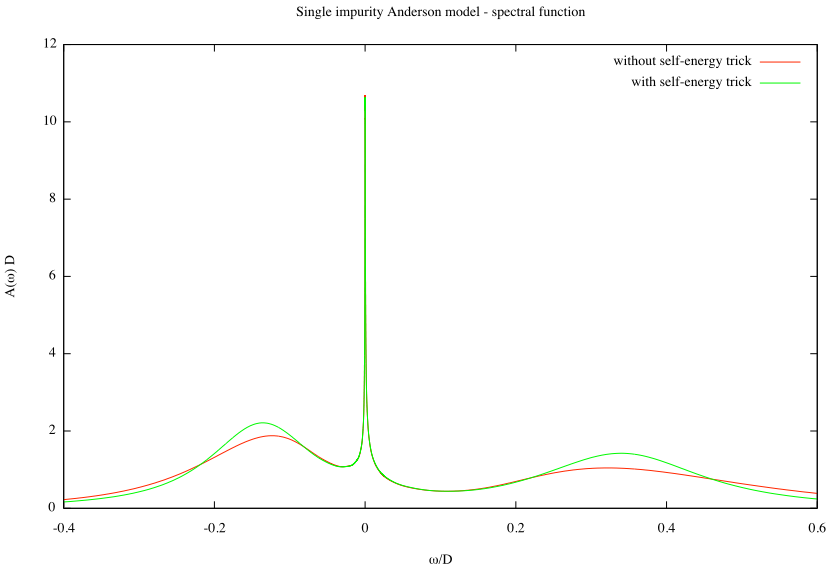 Single impurity Anderson model - spectral function
12
without self-energy trick
with self-energy trick
10
8
6
A(ω) D
4
2
0
-0.4 -0.2 0 0.2 0.4 0.6
ω/D